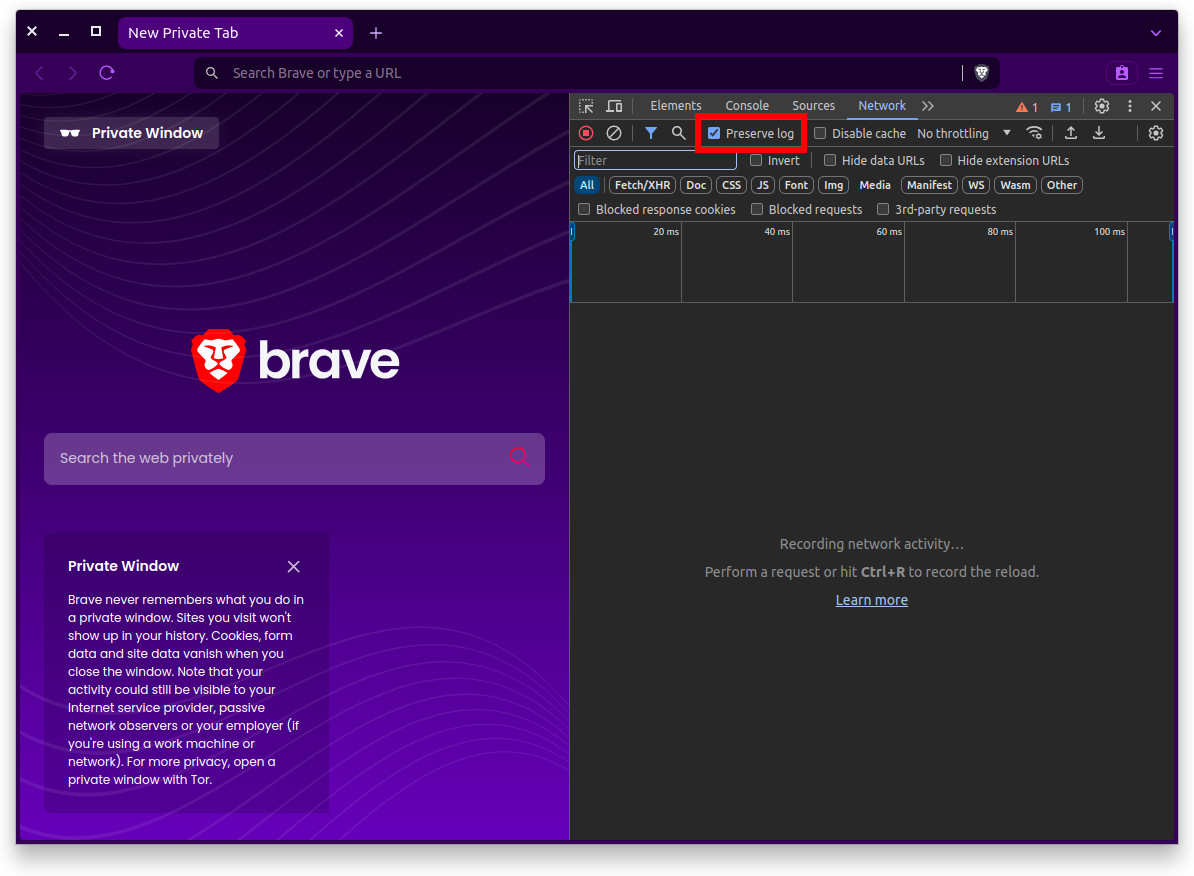 New Private Tab
Search Brave or type a URL
Private Window
Elements Console Sources Network 1 1
Preserve log Disable cache No throttling
Filter Invert Hide data URLs Hide extension URLs
All Fetch/XHR Doc CSS JS Font Img Media Manifest WS Wasm Other
Blocked response cookies Blocked requests 3rd-party requests
20 ms 40 ms 60 ms 80 ms 100 ms
brave
Search the web privately
Private Window
Brave never remembers what you do in
a private window. Sites you visit won't
show up in your history. Cookies, form
data and site data vanish when you
close the window. Note that your
activity could still be visible to your
Internet service provider, passive
network observers or your employer (if
you're using a work machine or
network). For more privacy, open a
private window with Tor.
Recording network activity…
Perform a request or hit Ctrl+R to record the reload.
Learn more